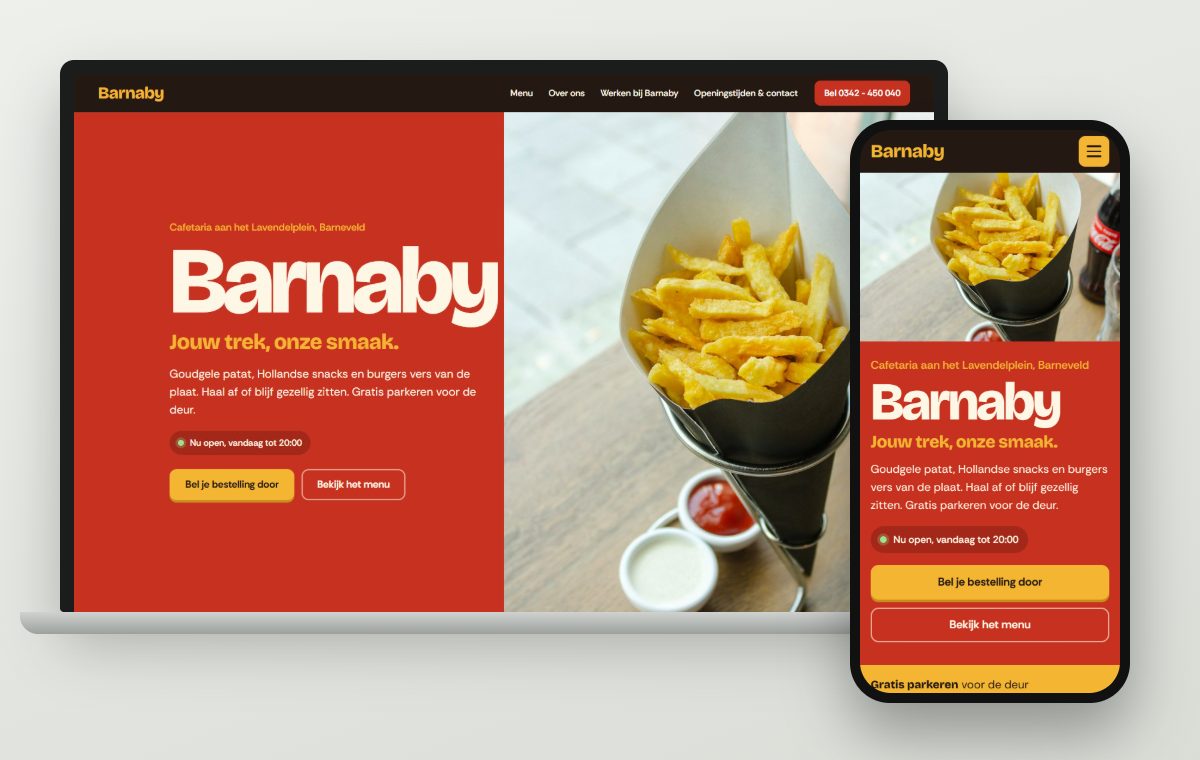 Barnaby
Menu Over ons Werken bij Barnaby Openingstijden & contact Bel 0342 - 450 040
Cafetaria aan het Lavendelplein, Barneveld
Barnaby
Jouw trek, onze smaak.
Goudgele patat, Hollandse snacks en burgers vers van de
plaat. Haal af of blijf gezellig zitten. Gratis parkeren voor de
deur.
Nu open, vandaag tot 20:00
Bel je bestelling door
Bekijk het menu
Barnaby
Cafetaria aan het Lavendelplein, Barneveld
Barnaby
Jouw trek, onze smaak.
Goudgele patat, Hollandse snacks en burgers
vers van de plaat. Haal af of blijf gezellig
zitten. Gratis parkeren voor de deur.
Nu open, vandaag tot 20:00
Bel je bestelling door
Bekijk het menu
Gratis parkeren voor de deur